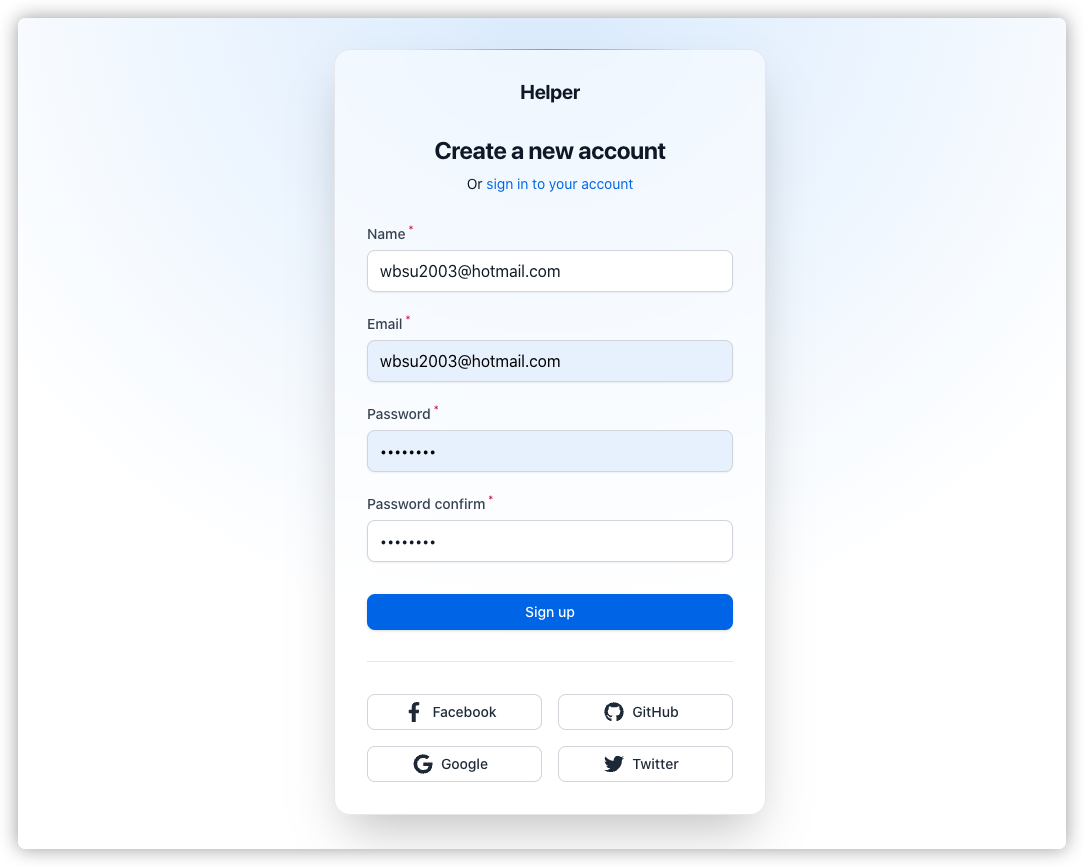 Helper
Create a new account
Or sign in to your account
Name *
wbsu2003@hotmail.com
Email *
wbsu2003@hotmail.com
Password *
••••••••
Password confirm *
••••••••
Sign up
Facebook
GitHub
Google
Twitter